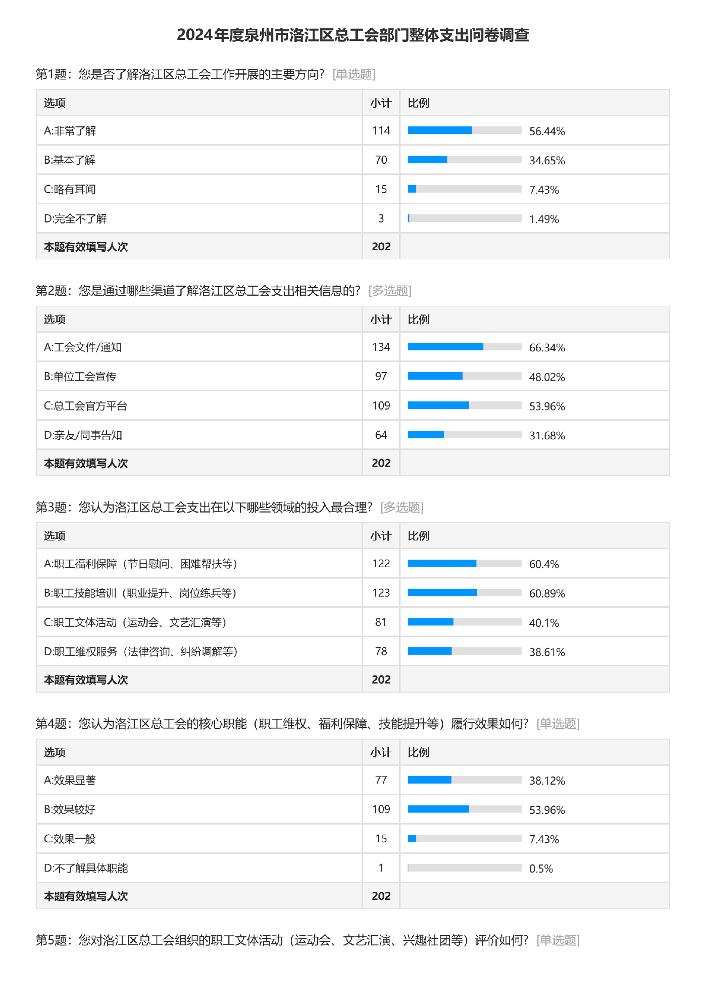 2024年度泉州市洛江区总工会部门整体支出问卷调查
第1题：您是否了解洛江区总工会工作开展的主要方向？ [单选题]
选项 小计 比例
A:非常了解 114 56.44%
B:基本了解 70 34.65%
C:略有耳闻 15 7.43%
D:完全不了解 3 1.49%
本题有效填写人次 202
第2题：您是通过哪些渠道了解洛江区总工会支出相关信息的？ [多选题]
选项 小计 比例
A:工会文件/通知 134 66.34%
B:单位工会宣传 97 48.02%
C:总工会官方平台 109 53.96%
D:亲友/同事告知 64 31.68%
本题有效填写人次 202
第3题：您认为洛江区总工会支出在以下哪些领域的投入最合理？ [多选题]
选项 小计 比例
A:职工福利保障（节日慰问、困难帮扶等） 122 60.4%
B:职工技能培训（职业提升、岗位练兵等） 123 60.89%
C:职工文体活动（运动会、文艺汇演等） 81 40.1%
D:职工维权服务（法律咨询、纠纷调解等） 78 38.61%
本题有效填写人次 202
第4题：您认为洛江区总工会的核心职能（职工维权、福利保障、技能提升等）履行效果如何？ [单选题]
选项 小计 比例
A:效果显著 77 38.12%
B:效果较好 109 53.96%
C:效果一般 15 7.43%
D:不了解具体职能 1 0.5%
本题有效填写人次 202
第5题：您对洛江区总工会组织的职工文体活动（运动会、文艺汇演、兴趣社团等）评价如何？ [单选题]